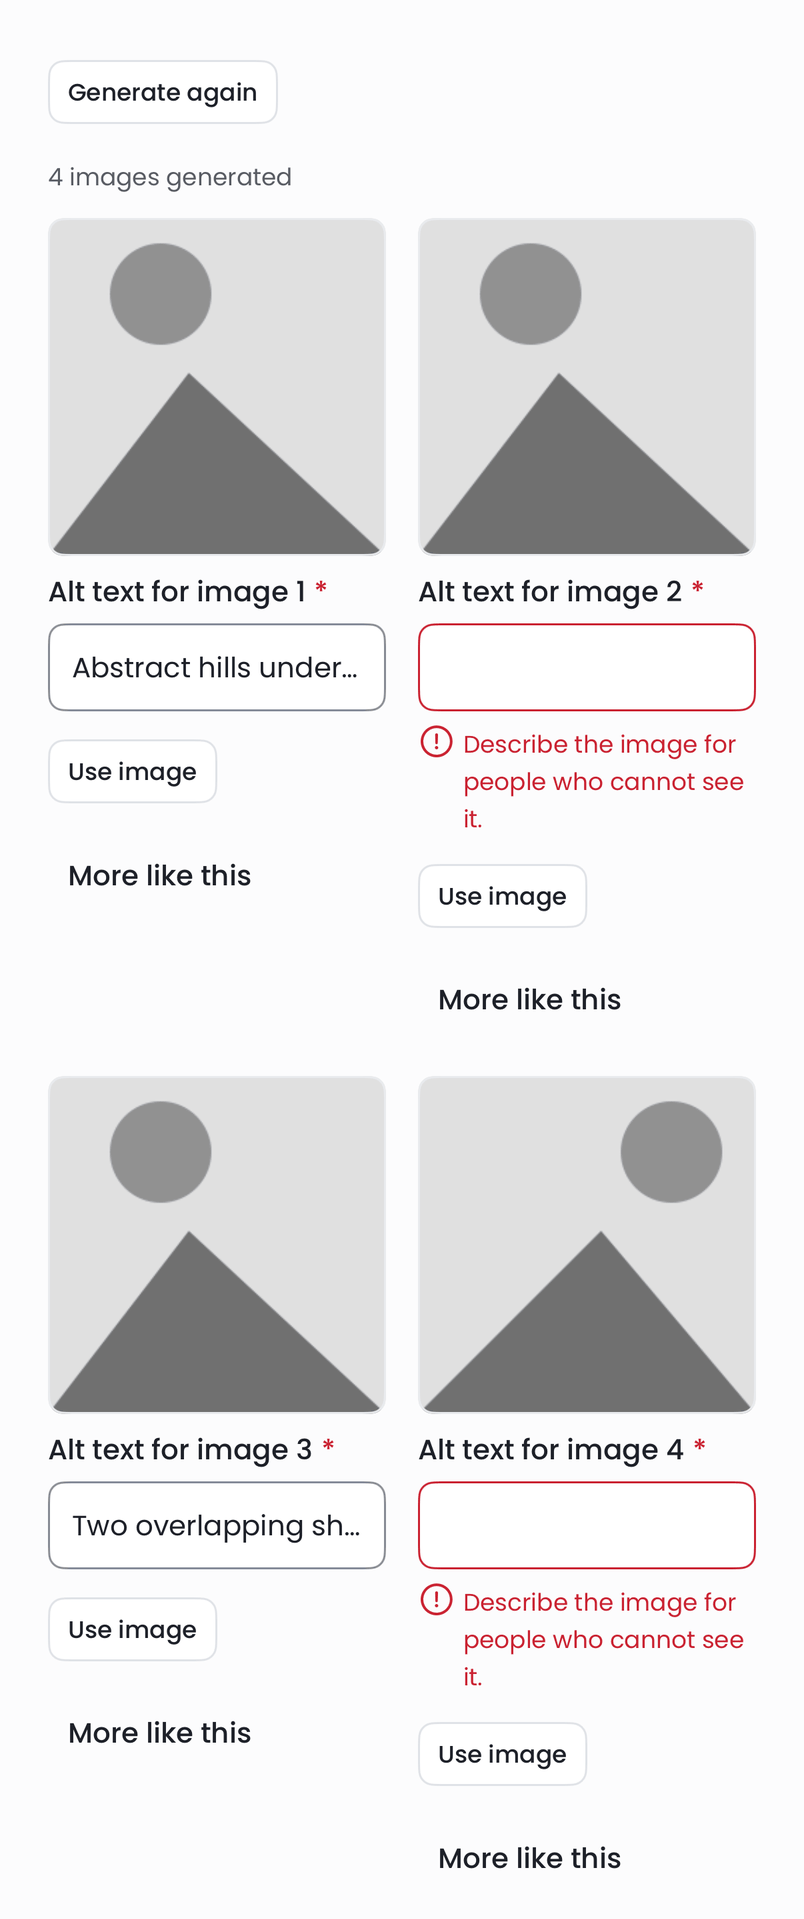 Generate again
4 images generated
Alt text for image 1 *
Abstract hills under...
Use image
More like this
Alt text for image 2 *
Describe the image for
people who cannot see
it.
Use image
More like this
Alt text for image 3 *
Two overlapping sh...
Use image
More like this
Alt text for image 4 *
Describe the image for
people who cannot see
it.
Use image
More like this